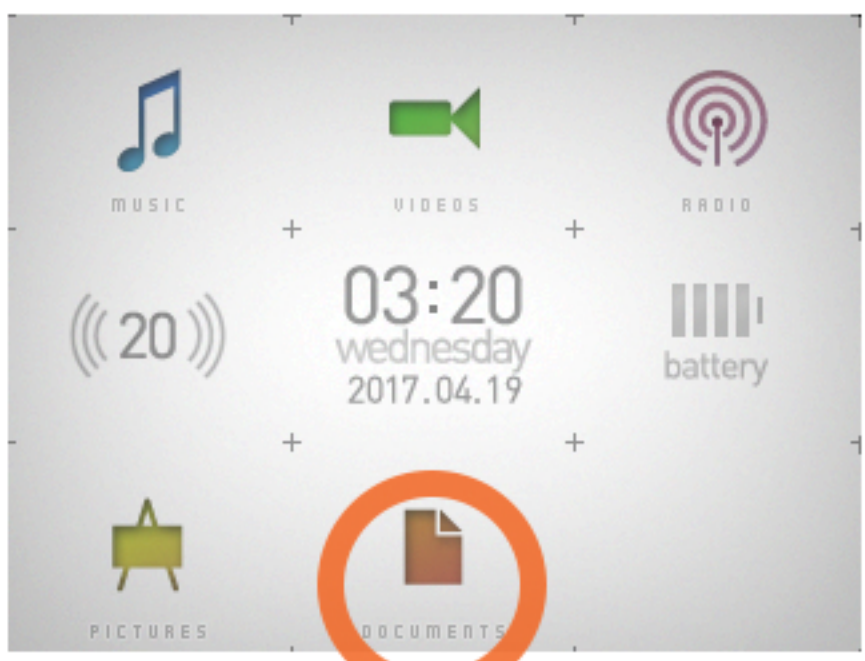 MUSIC
VIDEOS
RADIO
20
03:20
wednesday
2017.04.19
battery
PICTURES
DOCUMENTS